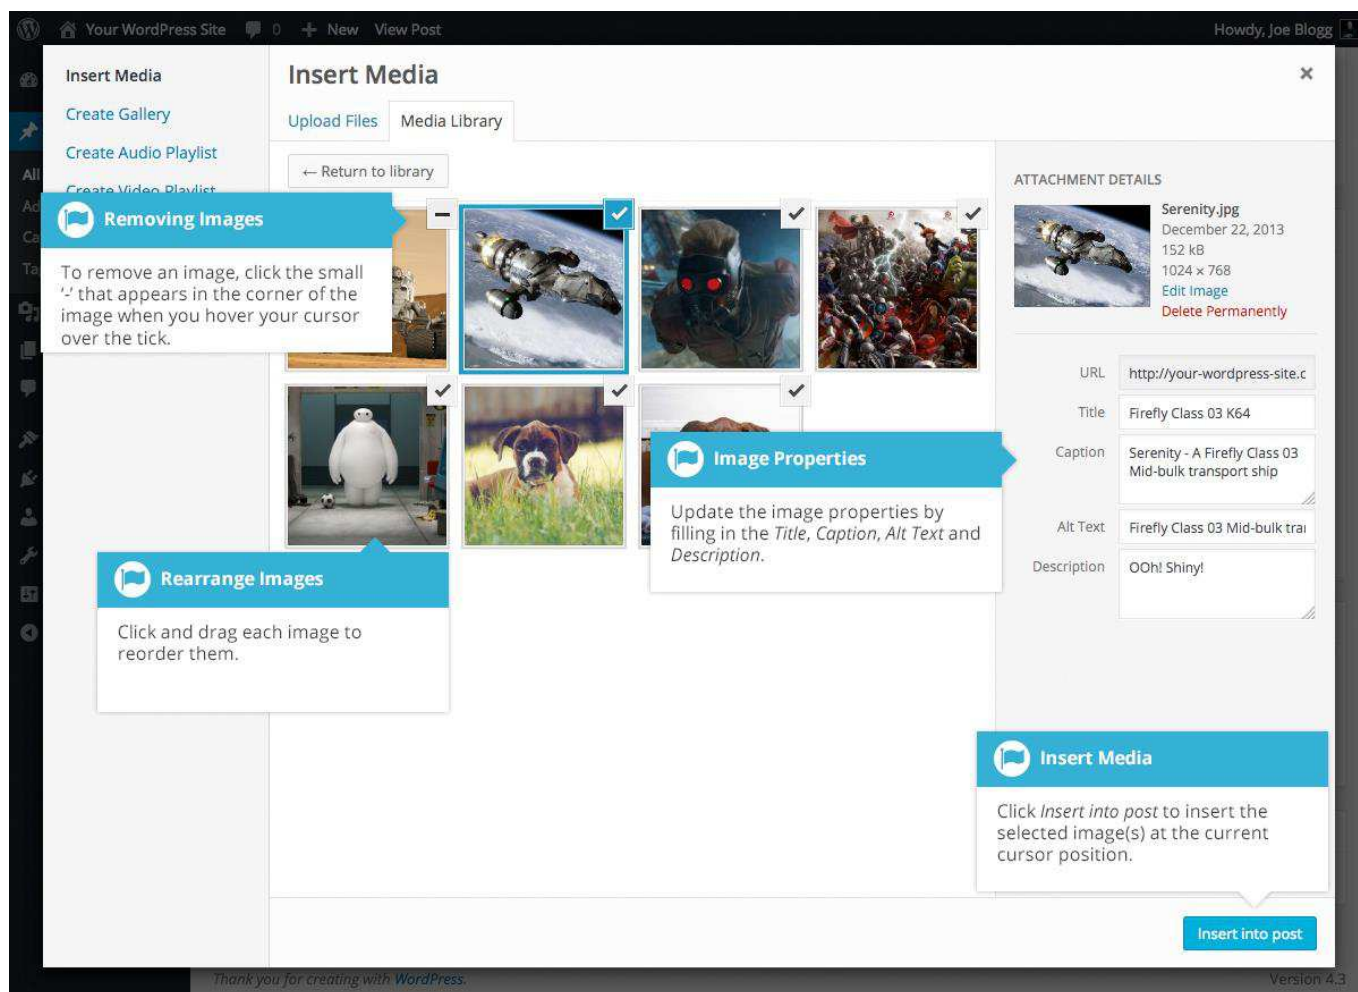 Your WordPress Site 0 + New View Post Howdy, Joe Blogg
Insert Media
Create Gallery
Create Audio Playlist
Create Video Playlist
Insert Media ×
Upload Files Media Library
← Return to library
All
Ad
Ca
Ta
Removing Images
To remove an image, click the small
‘-’ that appears in the corner of the
image when you hover your cursor
over the tick.
Rearrange Images
Click and drag each image to
reorder them.
Image Properties
Update the image properties by
filling in the Title, Caption, Alt Text and
Description.
ATTACHMENT DETAILS
Serenity.jpg
December 22, 2013
152 kB
1024 × 768
Edit Image
Delete Permanently
URL http://your-wordpress-site.c
Title Firefly Class 03 K64
Caption Serenity - A Firefly Class 03
Mid-bulk transport ship
Alt Text Firefly Class 03 Mid-bulk trai
Description OOh! Shiny!
Insert Media
Click Insert into post to insert the
selected image(s) at the current
cursor position.
Insert into post
Thank you for creating with WordPress. Version 4.3